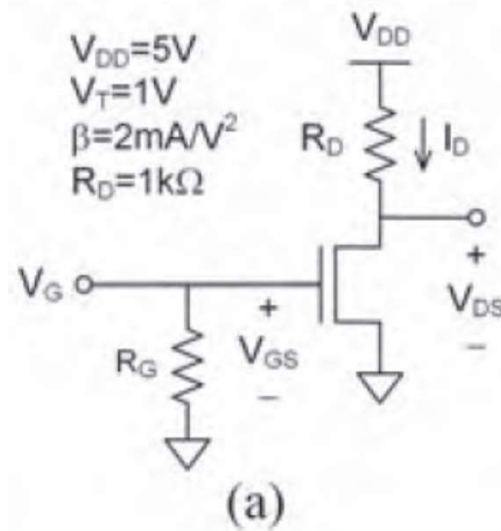 V_DD=5V
V_T=1V
β=2mA/V²
R_D=1kΩ
V_DD
R_D
I_D
V_G
+
V_GS
−
R_G
+
V_DS
−
(a)